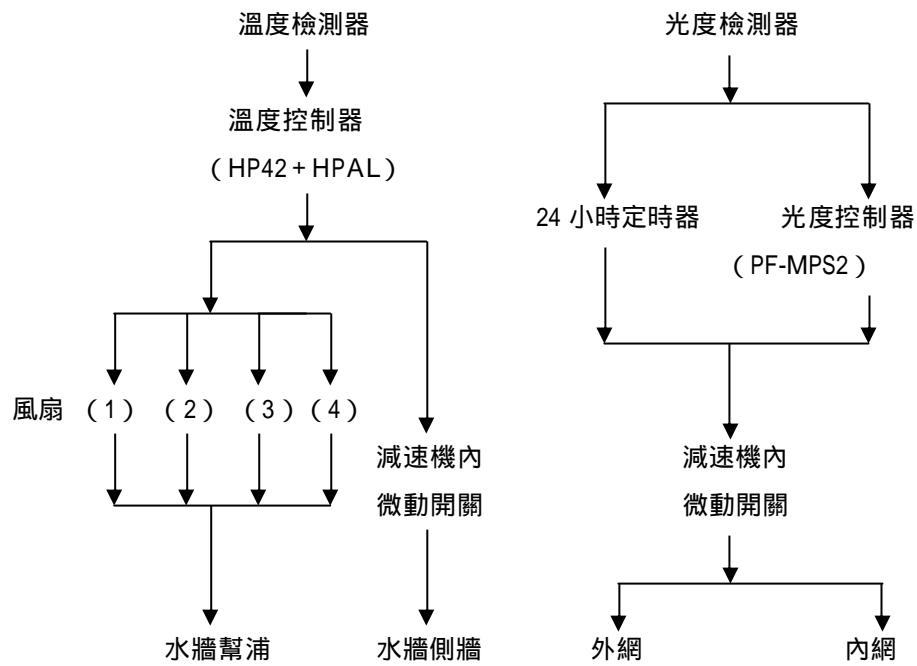 溫度檢測器
溫度控制器
（HP42＋HPAL）
風扇 （1） （2） （3）（4）
減速機內
微動開關
水牆幫浦
水牆側牆
光度檢測器
24 小時定時器
光度控制器
（PF-MPS2）
減速機內
微動開關
外網
內網